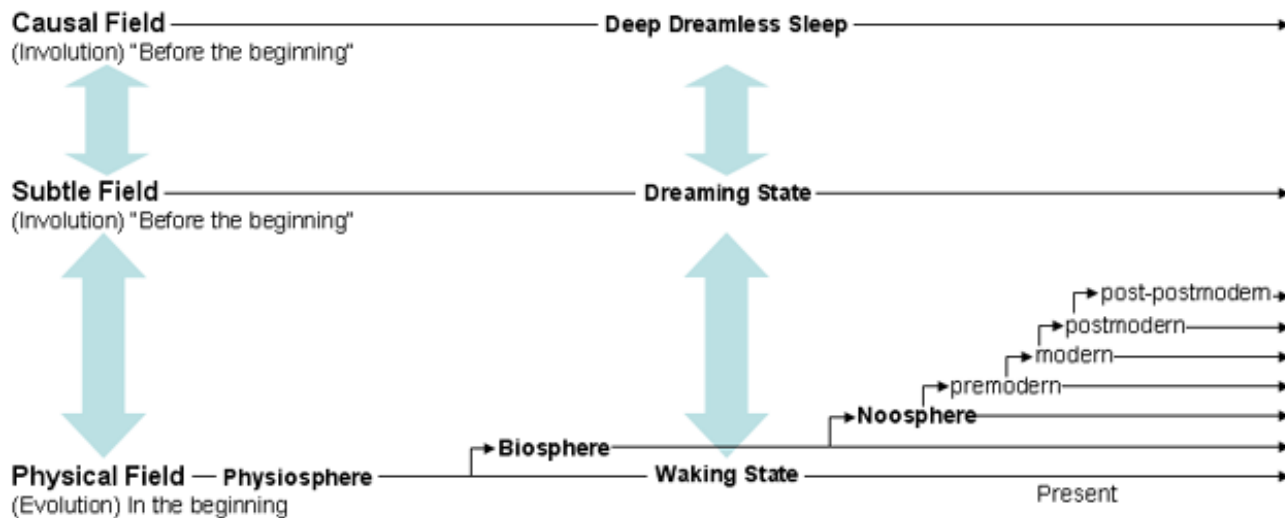 Causal Field
Deep Dreamless Sleep
(Involution) "Before the beginning"
Subtle Field
Dreaming State
(Involution) "Before the beginning"
post-postmodern
postmodern
modern
premodern
Noosphere
Biosphere
Physical Field
Physiosphere
Waking State
(Evolution) In the beginning
Present